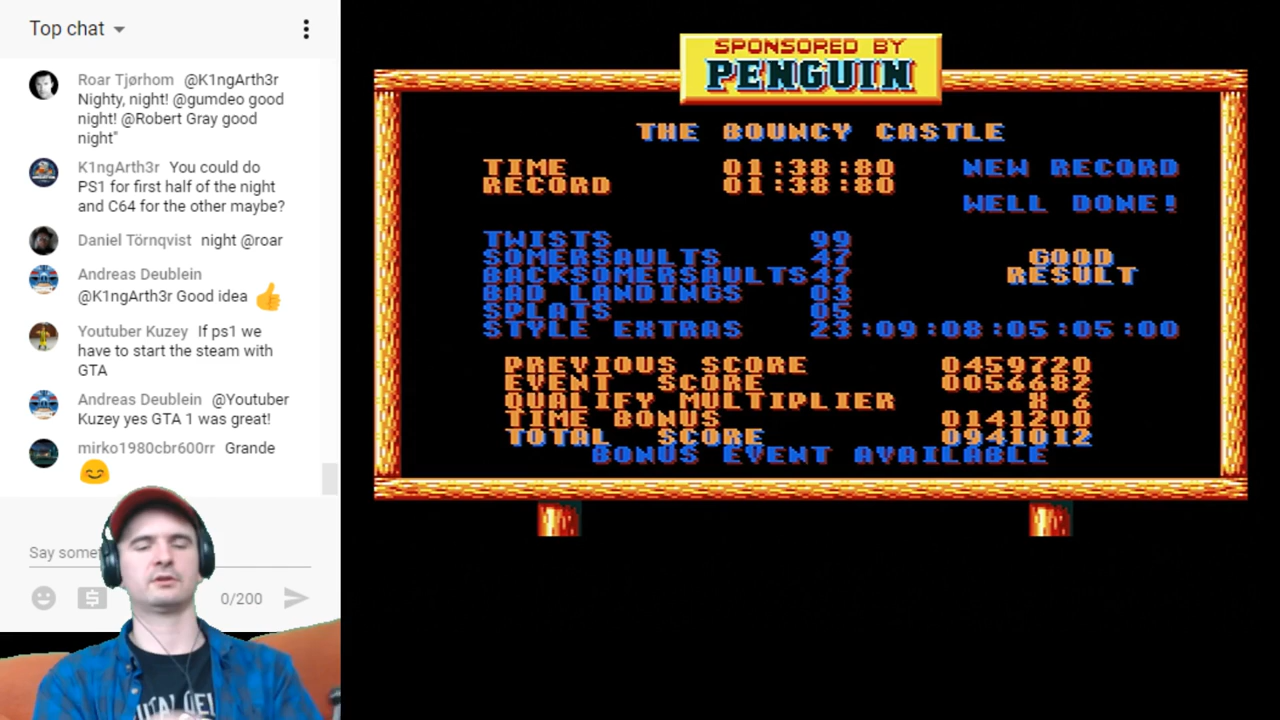 Top chat
Roar Tjørhom @K1ngArth3r
Nighty, night! @gumdeo good
night! @Robert Gray good
night"
K1ngArth3r You could do
PS1 for first half of the night
and C64 for the other maybe?
Daniel Törnqvist night @roar
Andreas Deublein
@K1ngArth3r Good idea
Youtuber Kuzey If ps1 we
have to start the steam with
GTA
Andreas Deublein @Youtuber
Kuzey yes GTA 1 was great!
mirko1980cbr600rr Grande
Say some
0/200
SPONSORED BY
PENGUIN
THE BOUNCY CASTLE
TIME 01:38:80 NEW RECORD
RECORD 01:38:80
WELL DONE!
TWISTS 99
SOMERSAULTS 47 GOOD
BACKSOMERSAULTS 47 RESULT
BAD LANDINGS 03
SPLATS 05
STYLE EXTRAS 23:09:08:05:05:00
PREVIOUS SCORE 0459720
EVENT SCORE 0056682
QUALIFY MULTIPLIER X 6
TIME BONUS 0141200
TOTAL SCORE 0941012
BONUS EVENT AVAILABLE